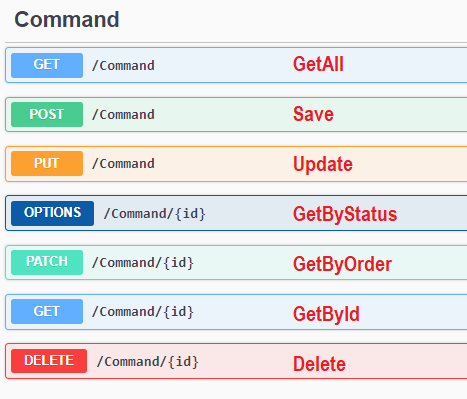 Command
GET /Command GetAll
POST /Command Save
PUT /Command Update
OPTIONS /Command/{id} GetByStatus
PATCH /Command/{id} GetByOrder
GET /Command/{id} GetById
DELETE /Command/{id} Delete